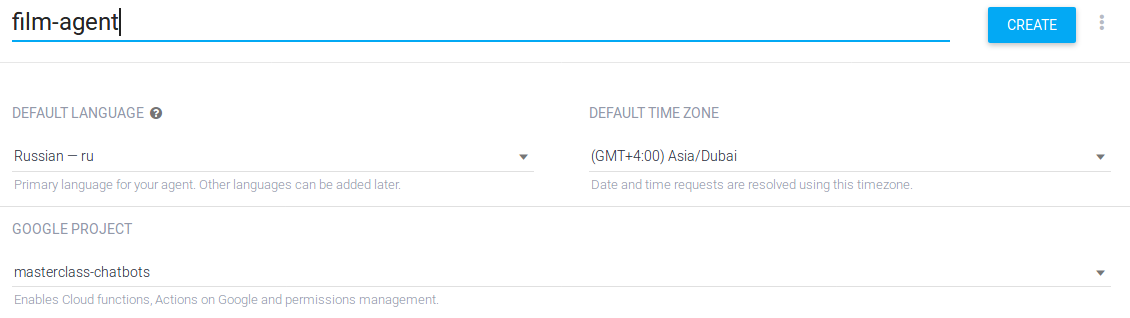 film-agent
CREATE
DEFAULT LANGUAGE ?
DEFAULT TIME ZONE
Russian — ru
(GMT+4:00) Asia/Dubai
Primary language for your agent. Other languages can be added later.
Date and time requests are resolved using this timezone.
GOOGLE PROJECT
masterclass-chatbots
Enables Cloud functions, Actions on Google and permissions management.